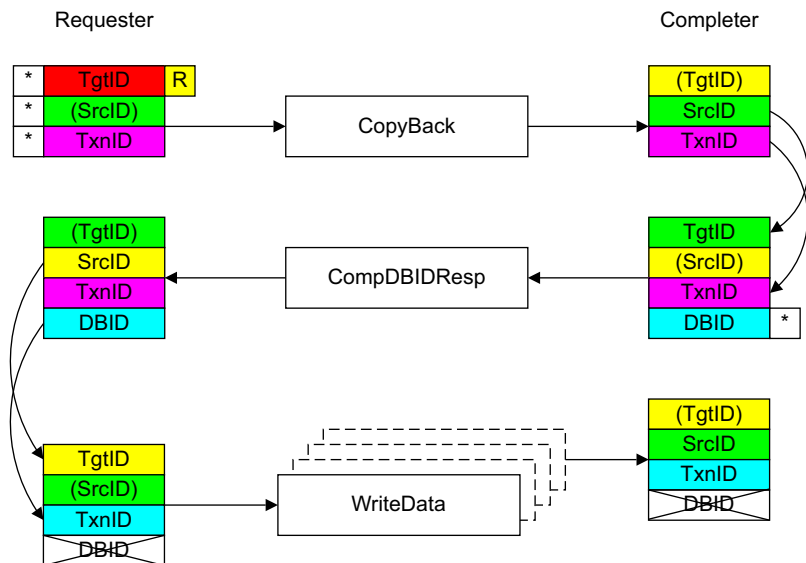 Requester
Completer
* TgtID R
(TgtID)
* (SrcID)
SrcID
* TxnID
CopyBack
TxnID
(TgtID)
TgtID
SrcID
(SrcID)
TxnID
CompDBIDResp
TxnID
DBID
DBID *
(TgtID)
TgtID
SrcID
(SrcID)
TxnID
TxnID
WriteData
DBID
DBID